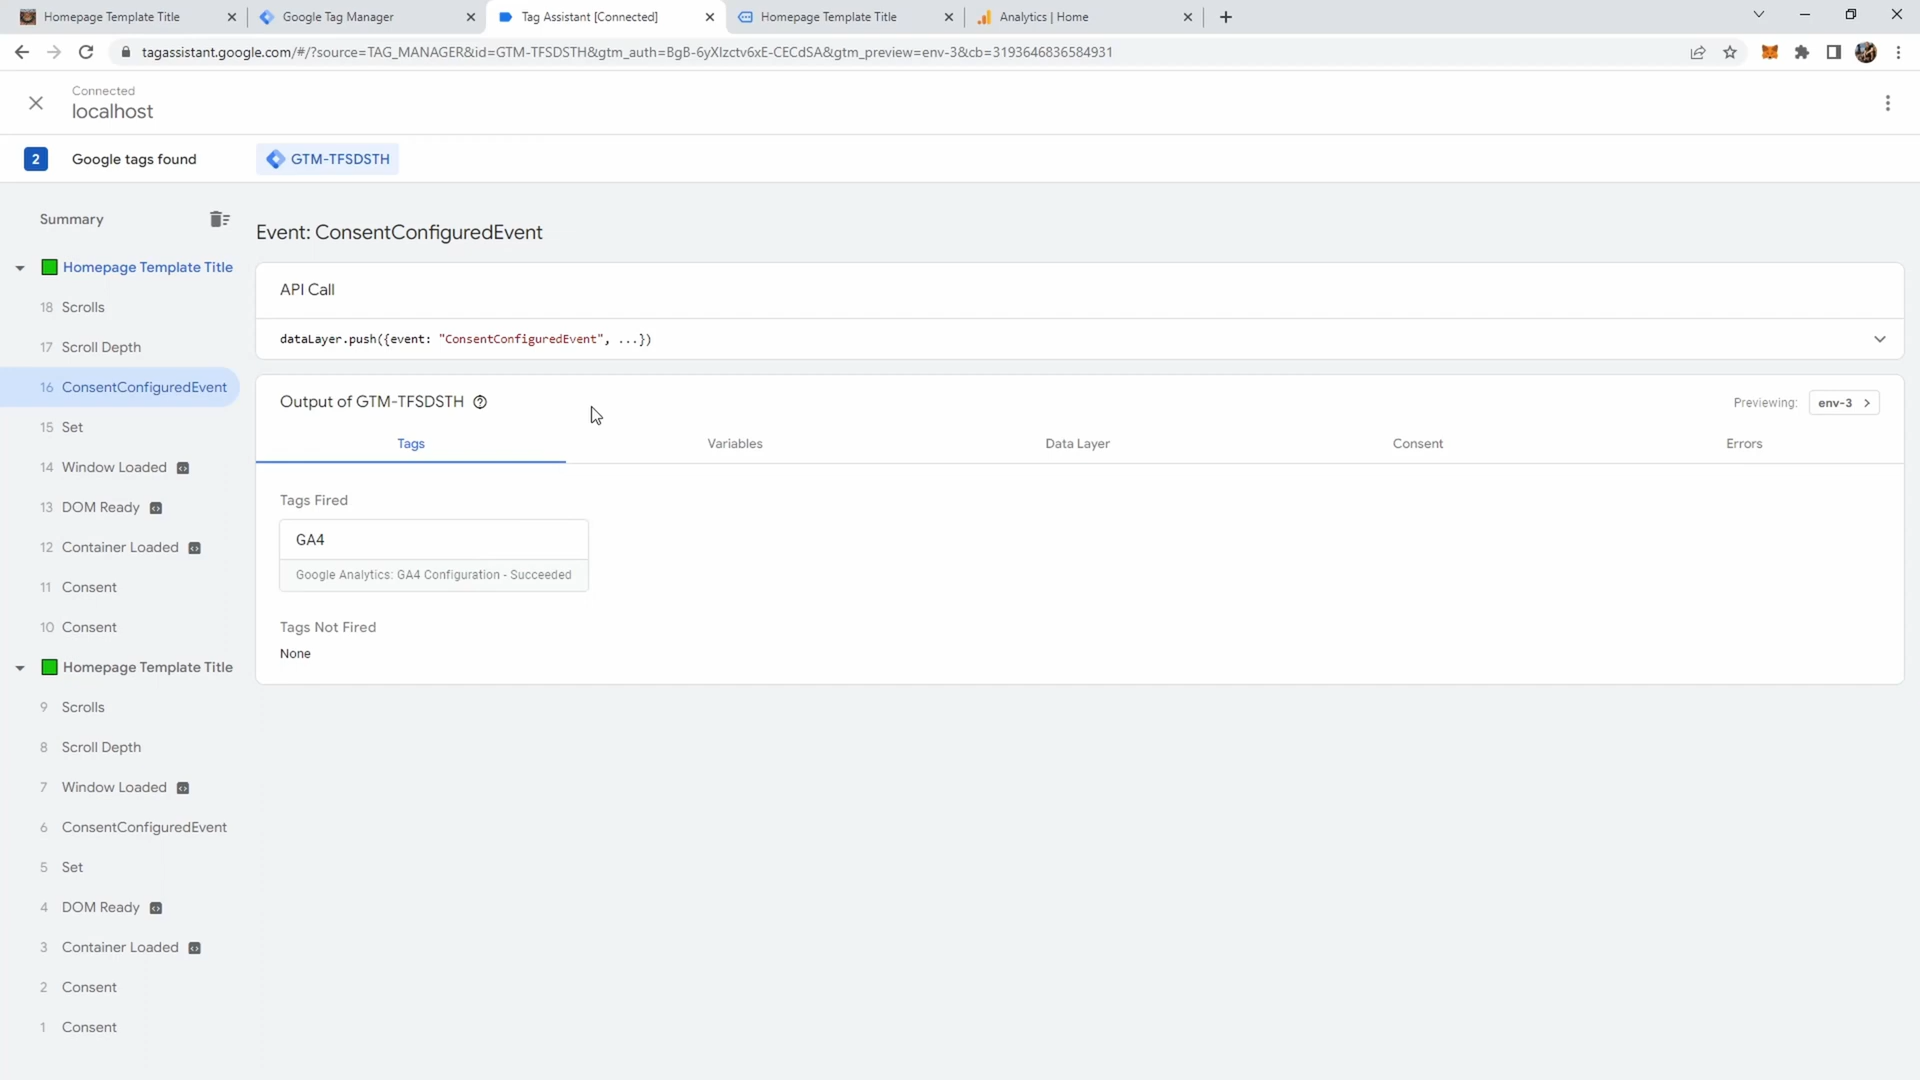 Homepage Template Title
Google Tag Manager
Tag Assistant [Connected]
Homepage Template Title
Analytics | Home
tagassistant.google.com/#/?source=TAG_MANAGER&id=GTM-TFSDSTH&gtm_auth=BgB-6yXIzctv6xE-CECdSA&gtm_preview=env-3&cb=3193646836584931
Connected
localhost
2 Google tags found
GTM-TFSDSTH
Summary
Homepage Template Title
18 Scrolls
17 Scroll Depth
16 ConsentConfiguredEvent
15 Set
14 Window Loaded
13 DOM Ready
12 Container Loaded
11 Consent
10 Consent
Homepage Template Title
9 Scrolls
8 Scroll Depth
7 Window Loaded
6 ConsentConfiguredEvent
5 Set
4 DOM Ready
3 Container Loaded
2 Consent
1 Consent
Event: ConsentConfiguredEvent
API Call
dataLayer.push({event: "ConsentConfiguredEvent", ...})
Output of GTM-TFSDSTH
Previewing: env-3
Tags Variables Data Layer Consent Errors
Tags Fired
GA4
Google Analytics: GA4 Configuration - Succeeded
Tags Not Fired
None